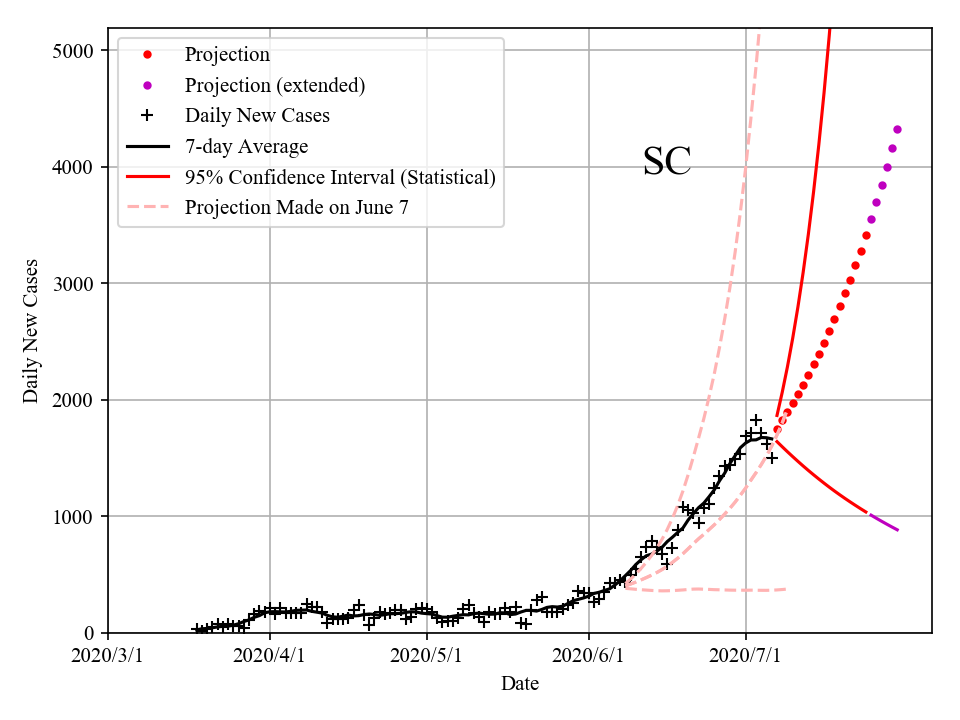 5000
4000
3000
2000
1000
0
Daily New Cases
Projection
Projection (extended)
Daily New Cases
7-day Average
95% Confidence Interval (Statistical)
Projection Made on June 7
SC
2020/3/1 2020/4/1 2020/5/1 2020/6/1 2020/7/1
Date